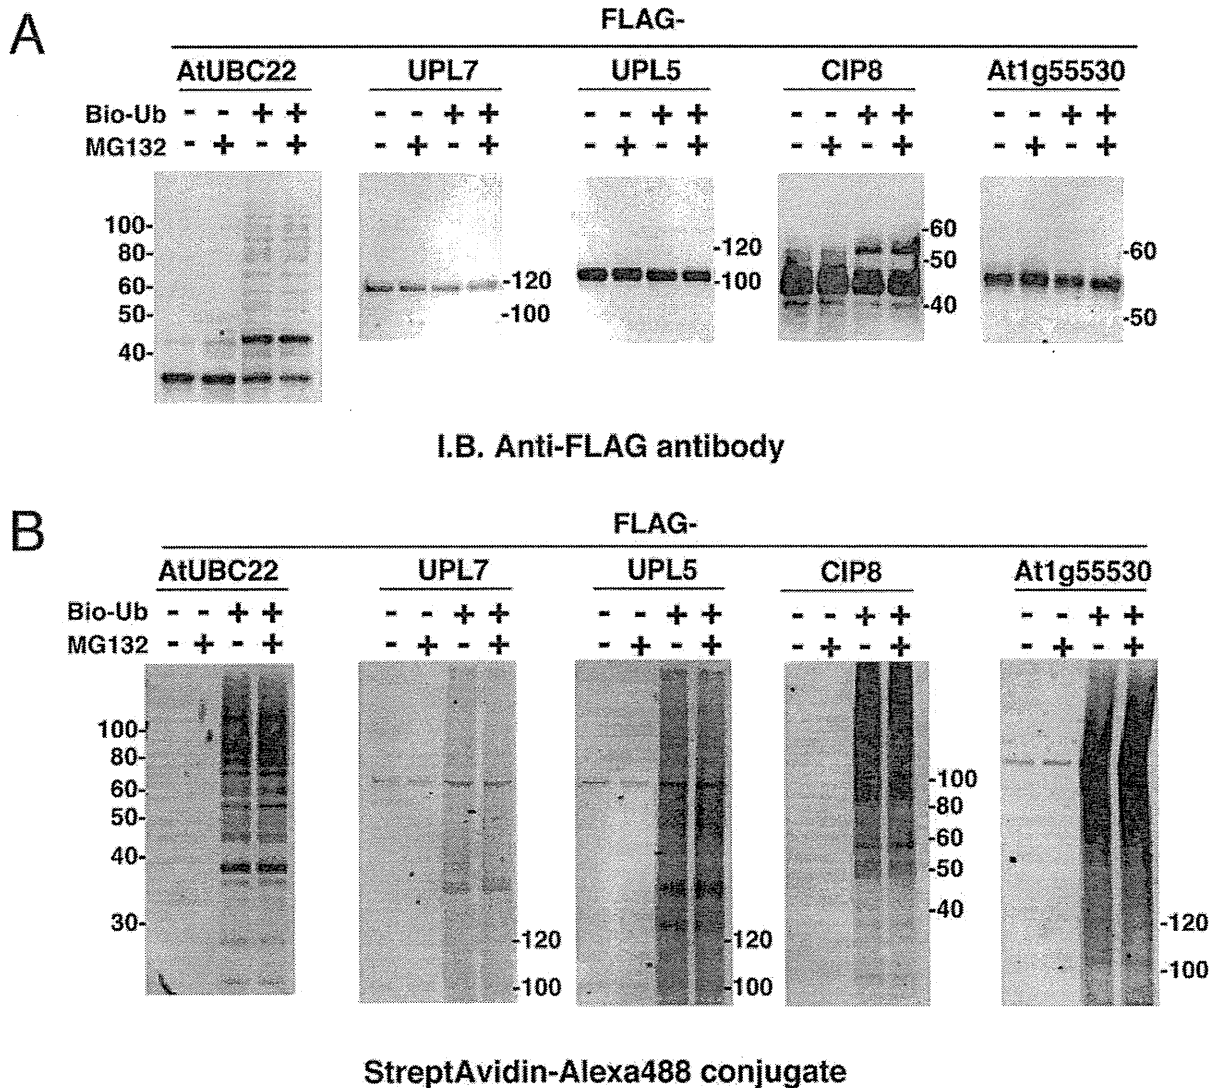 A
FLAG-
AtUBC22 UPL7 UPL5 CIP8 At1g55530
Bio-Ub - - + + - - + + - - + + - - + + - - + +
MG132 - + - + - + - + - + - + - + - + - + - +
100- 80- 60- 50- 40-
-120 -100
-120 -100
-60 -50 -40
-60 -50
I.B. Anti-FLAG antibody
B
FLAG-
AtUBC22 UPL7 UPL5 CIP8 At1g55530
Bio-Ub - - + + - - + + - - + + - - + + - - + +
MG132 - + - + - + - + - + - + - + - + - + - +
100- 80- 60- 50- 40- 30-
-120 -100
-120 -100
-100 -80 -60 -50 -40
-120 -100
StreptAvidin-Alexa488 conjugate